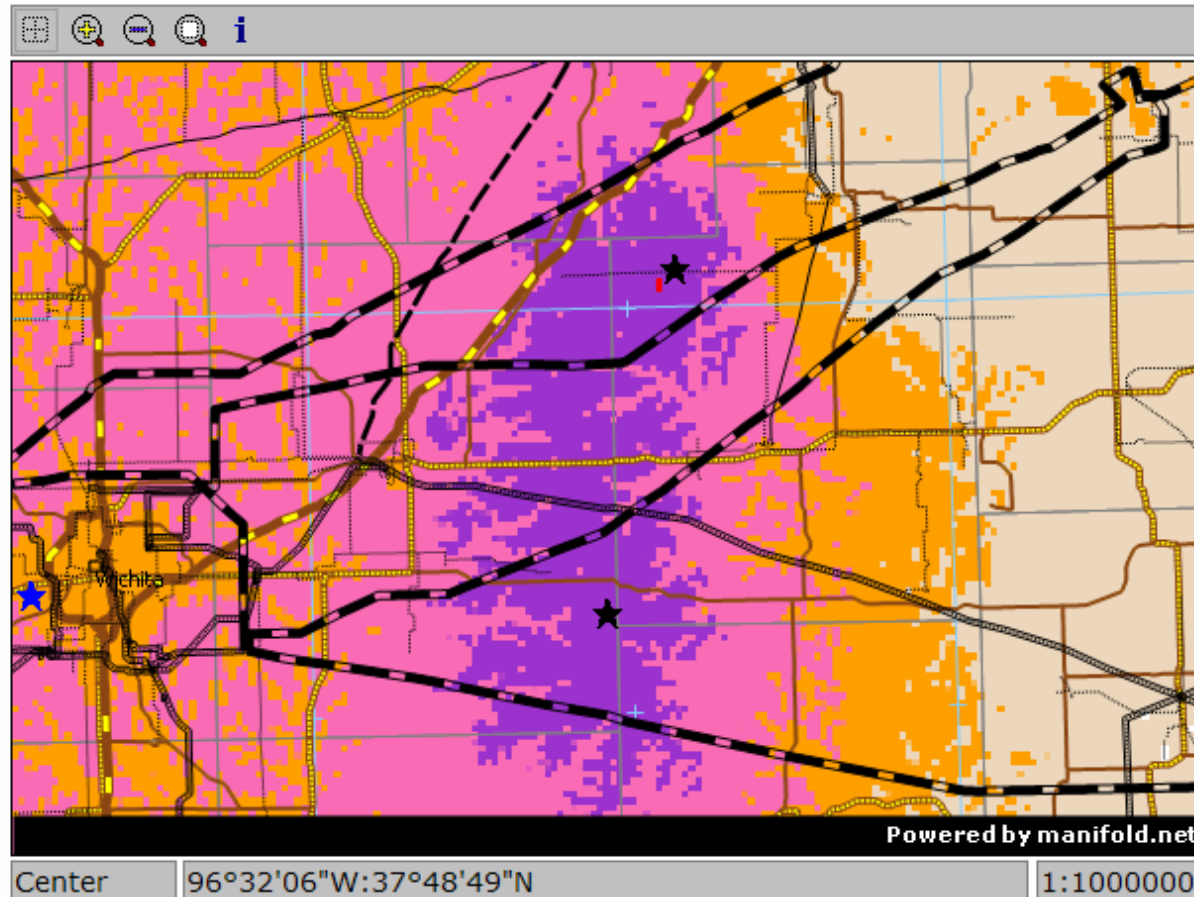 i
Wichita
Powered by manifold.net
Center
96°32'06"W:37°48'49"N
1:1000000